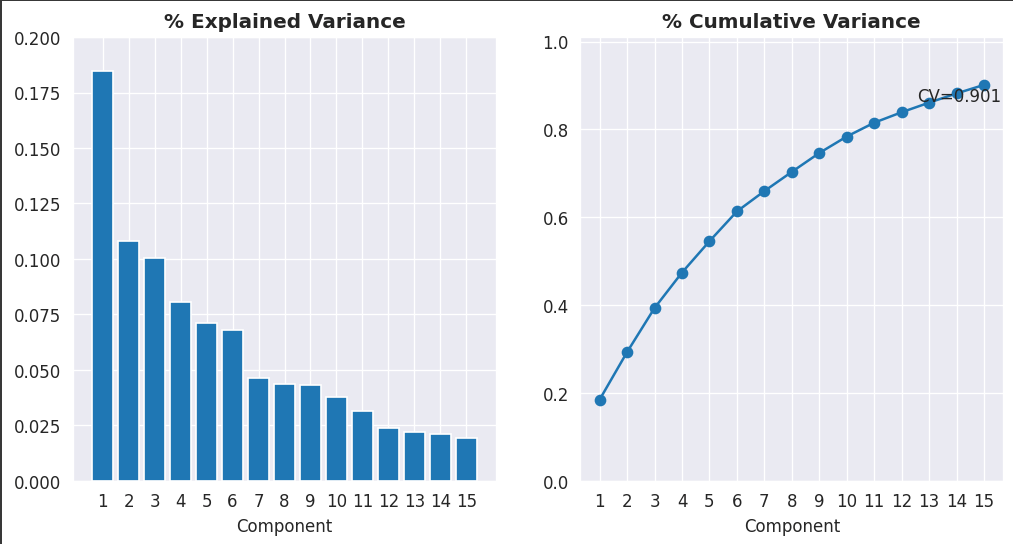 % Explained Variance
0.200
0.175
0.150
0.125
0.100
0.075
0.050
0.025
0.000
1 2 3 4 5 6 7 8 9 10 11 12 13 14 15
Component
% Cumulative Variance
1.0
0.8
0.6
0.4
0.2
0.0
CV=0.901
1 2 3 4 5 6 7 8 9 10 11 12 13 14 15
Component